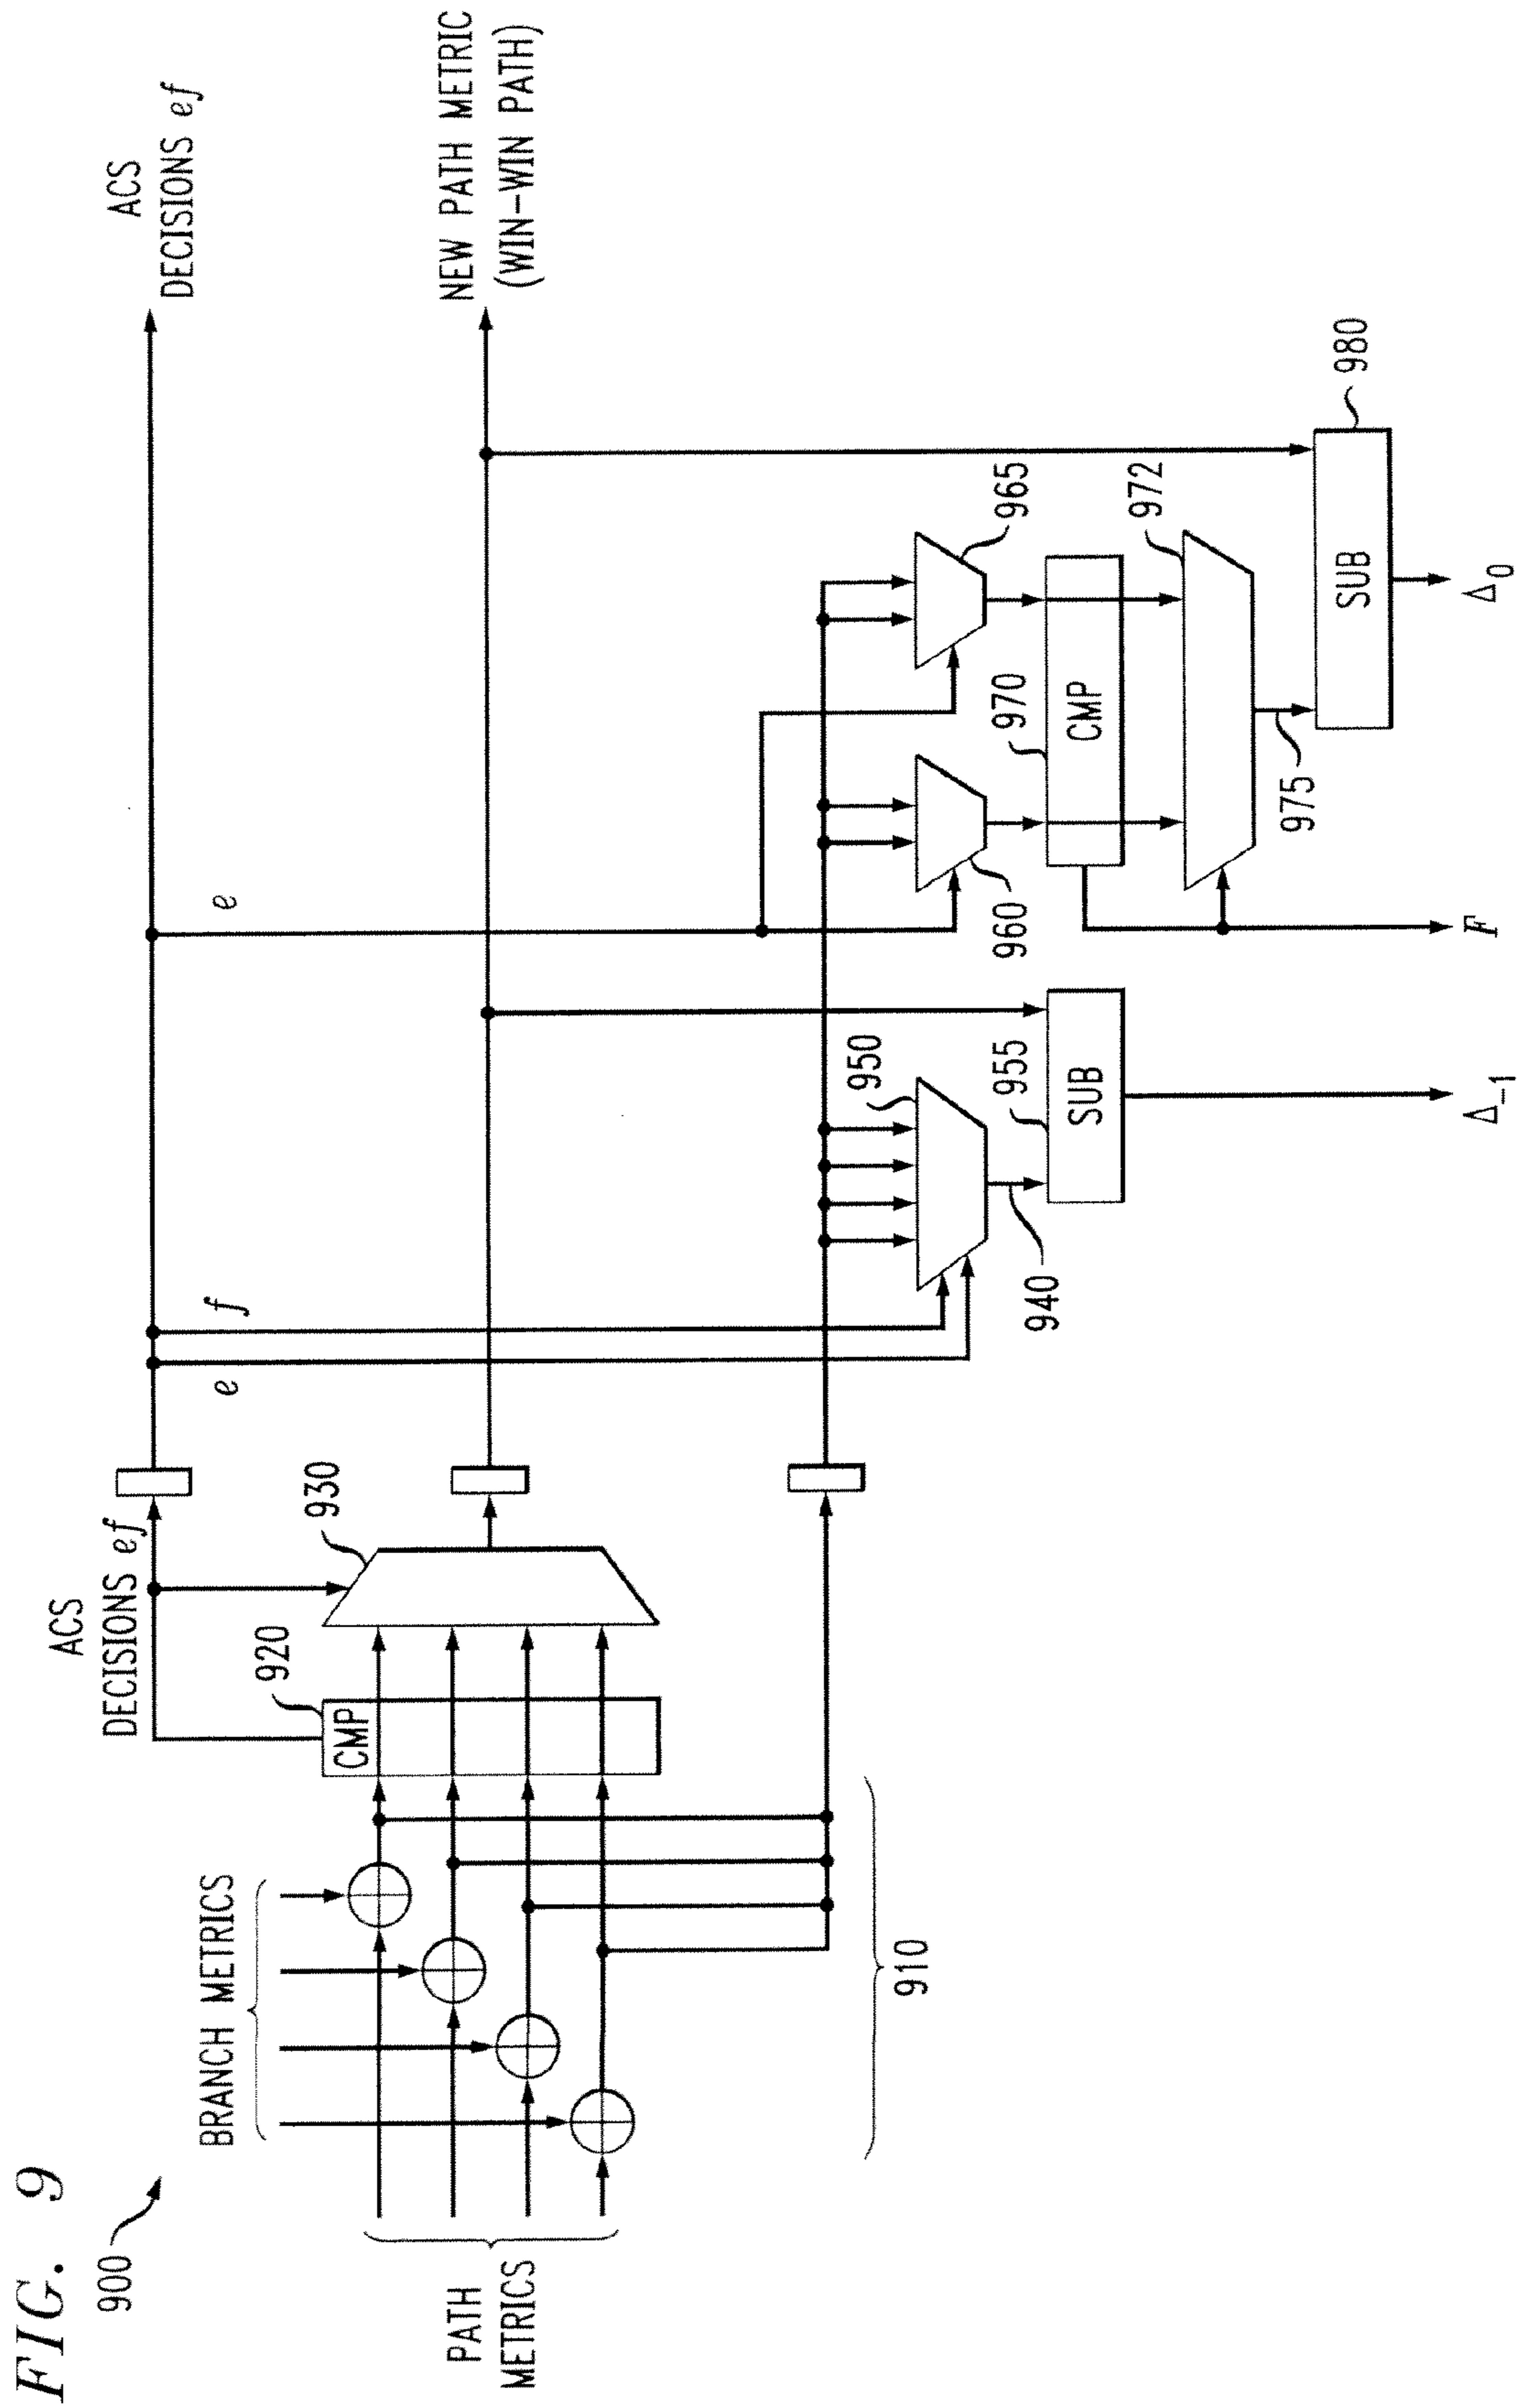 FIG. 9
900
BRANCH METRICS
PATH
METRICS
910
920
CMP
ACS
DECISIONS ef
930
e
f
940
950
955
SUB
Δ-1
e
960
965
970
CMP
972
975
F
SUB
980
Δ0
ACS
DECISIONS ef
NEW PATH METRIC
(WIN-WIN PATH)